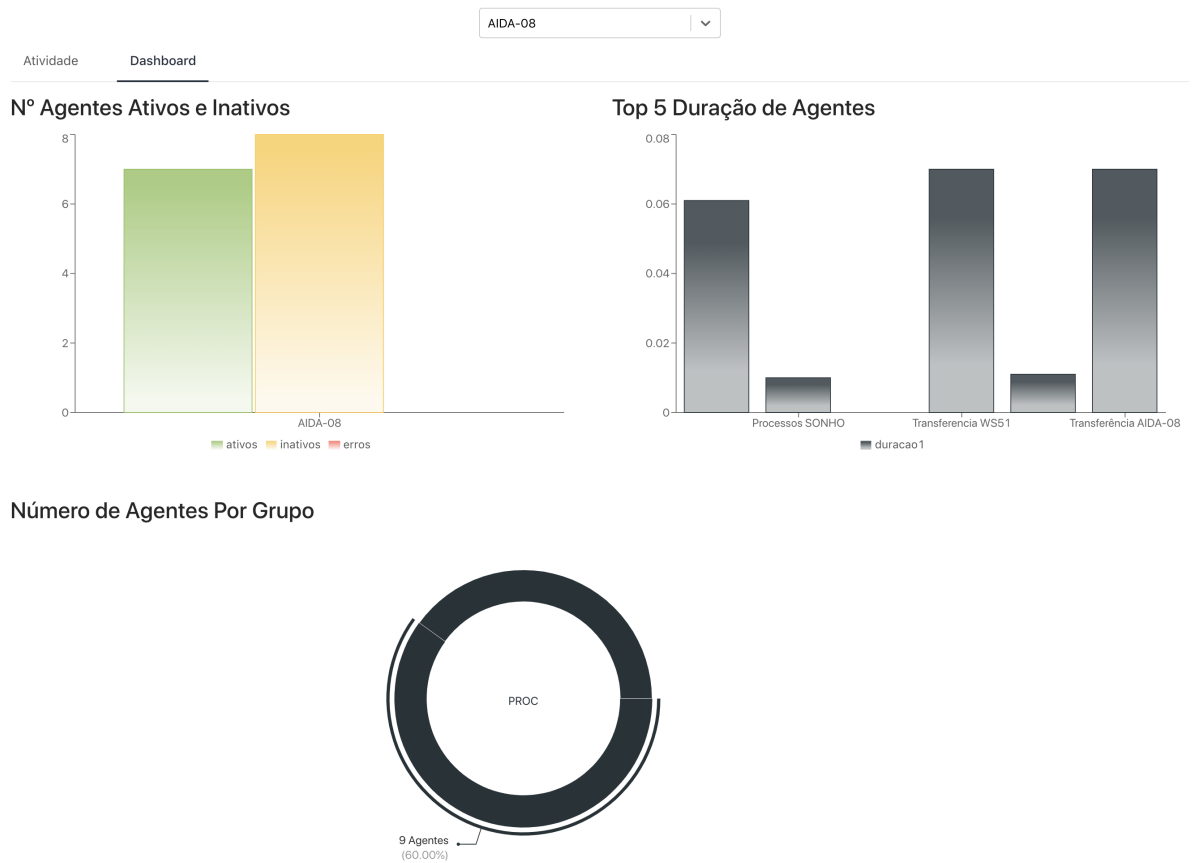 AIDA-08
Atividade
Dashboard
Nº Agentes Ativos e Inativos
8
6
4
2
0
AIDA-08
ativos
inativos
erros
Top 5 Duração de Agentes
0.08
0.06
0.04
0.02
0
Processos SONHO
Transferencia WS51
Transferência AIDA-08
duracao1
Número de Agentes Por Grupo
PROC
9 Agentes
(60.00%)